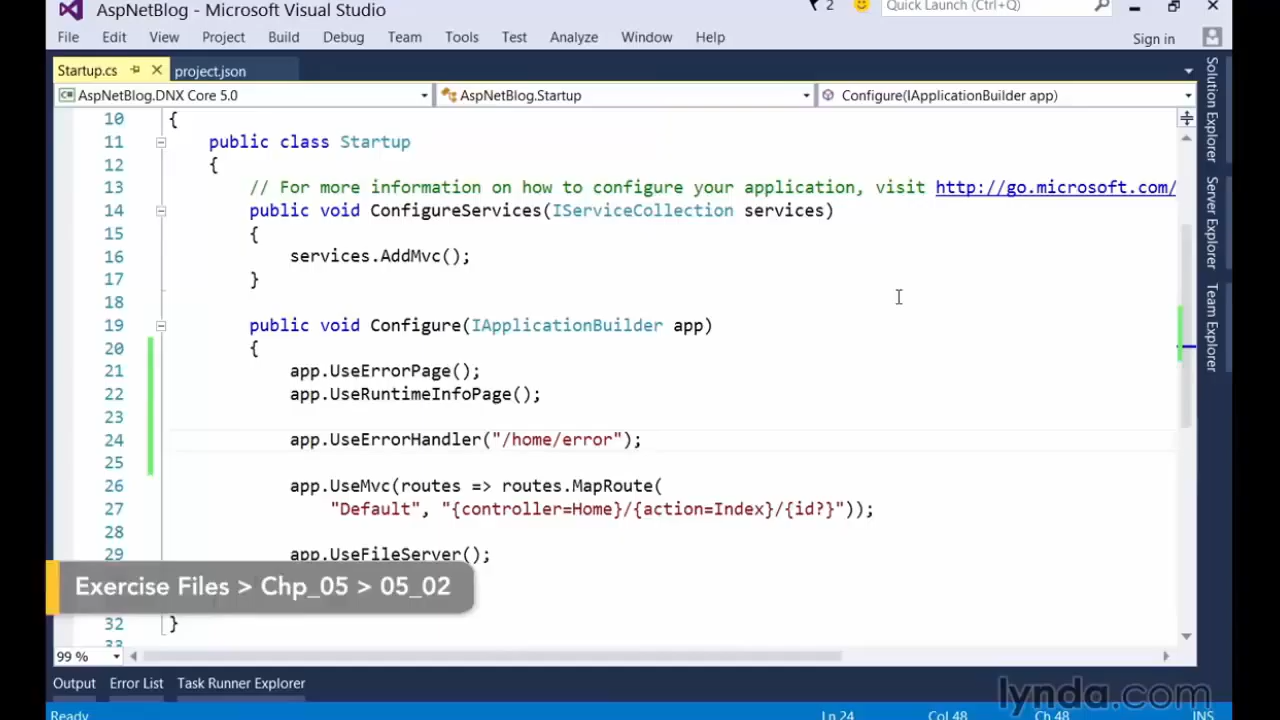 AspNetBlog - Microsoft Visual Studio
2
Quick Launch (Ctrl+Q)
File Edit View Project Build Debug Team Tools Test Analyze Window Help
Sign in
Startup.cs
project.json
AspNetBlog.DNX Core 5.0
AspNetBlog.Startup
Configure(IApplicationBuilder app)
10 {
11 public class Startup
12 {
13 // For more information on how to configure your application, visit http://go.microsoft.com/
14 public void ConfigureServices(IServiceCollection services)
15 {
16 services.AddMvc();
17 }
18
19 public void Configure(IApplicationBuilder app)
20 {
21 app.UseErrorPage();
22 app.UseRuntimeInfoPage();
23
24 app.UseErrorHandler("/home/error");
25
26 app.UseMvc(routes => routes.MapRoute(
27 "Default", "{controller=Home}/{action=Index}/{id?}"));
28
29 app.UseFileServer();
Exercise Files > Chp_05 > 05_02
32 }
33
99 %
Solution Explorer
Server Explorer
Team Explorer
Output Error List Task Runner Explorer
lynda.com
Ready
Ln 24 Col 48 Ch 48 INS